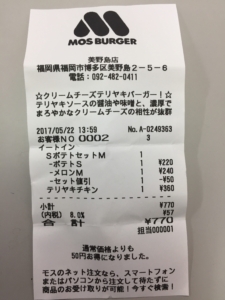 MOS BURGER
美野島店
福岡県福岡市博多区美野島2-5-6
電話:092-482-0411
☆クリームチーズテリヤキバーガー!☆
テリヤキソースの醤油や味噌と、濃厚で
まろやかなクリームチーズの相性が抜群
2017/05/22 13:59 No.A-0249363
お客様NO 0002 3
イートイン
SポテトセットM 1
-ポテトS 1 ¥220
-メロンM 1 ¥240
-セット値引 1 -¥50
テリヤキチキン 1 ¥360
小計 ¥770
(内税) 8.0% ¥57
合 計 ¥770
担当000001
通常価格よりも
50円お得になりました。
モスのネット注文なら、スマートフォン
またはパソコンから注文して待たずに
商品のお受け取りが可能!今すぐ検索!